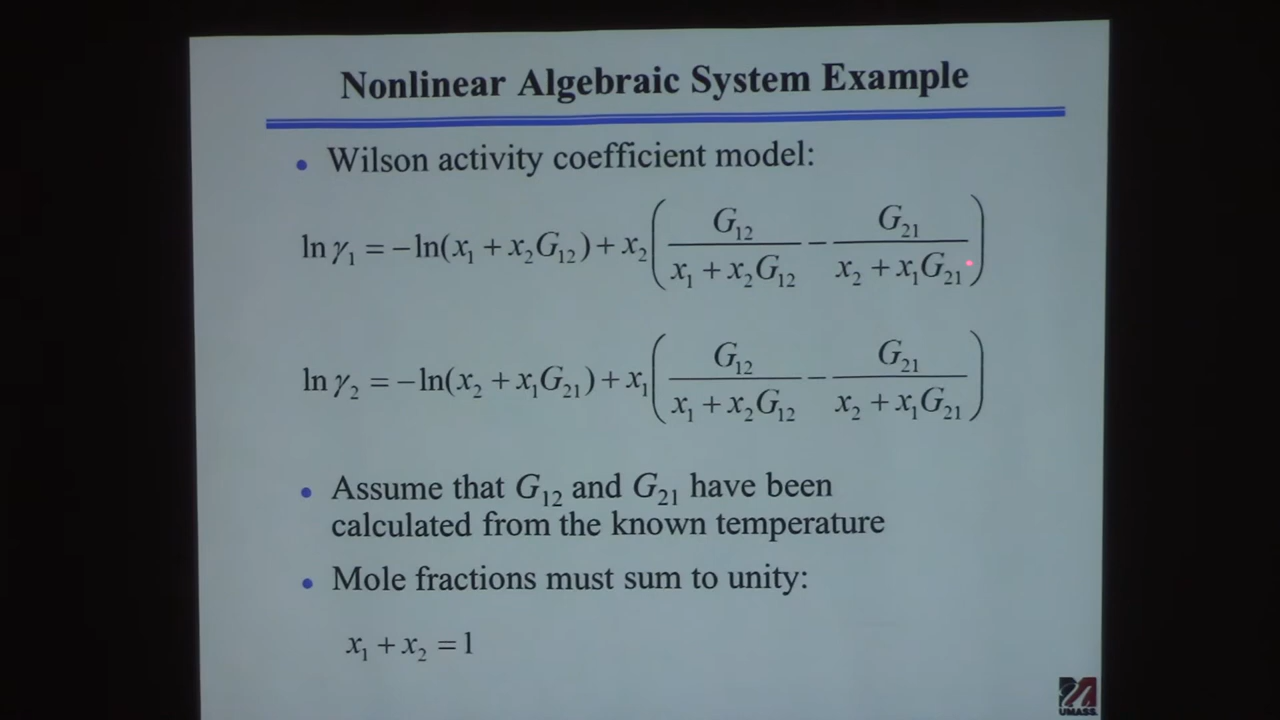 Nonlinear Algebraic System Example
• Wilson activity coefficient model:
ln γ₁ = −ln(x₁ + x₂G₁₂) + x₂(G₁₂/(x₁ + x₂G₁₂) − G₂₁/(x₂ + x₁G₂₁))
ln γ₂ = −ln(x₂ + x₁G₂₁) + x₁(G₁₂/(x₁ + x₂G₁₂) − G₂₁/(x₂ + x₁G₂₁))
• Assume that G₁₂ and G₂₁ have been
calculated from the known temperature
• Mole fractions must sum to unity:
x₁ + x₂ = 1
UMASS